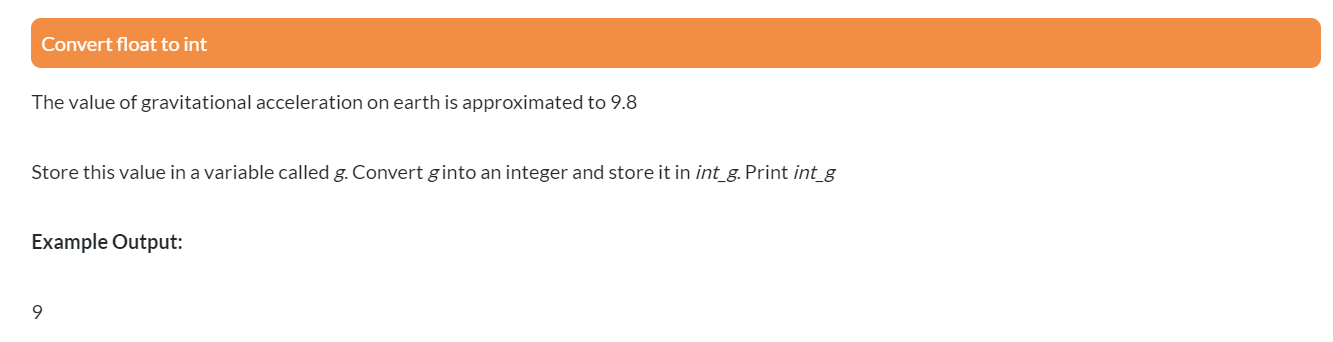 Convert float to int
The value of gravitational acceleration on earth is approximated to 9.8
Store this value in a variable called g. Convert g into an integer and store it in int_g. Print int_g
Example Output:
9